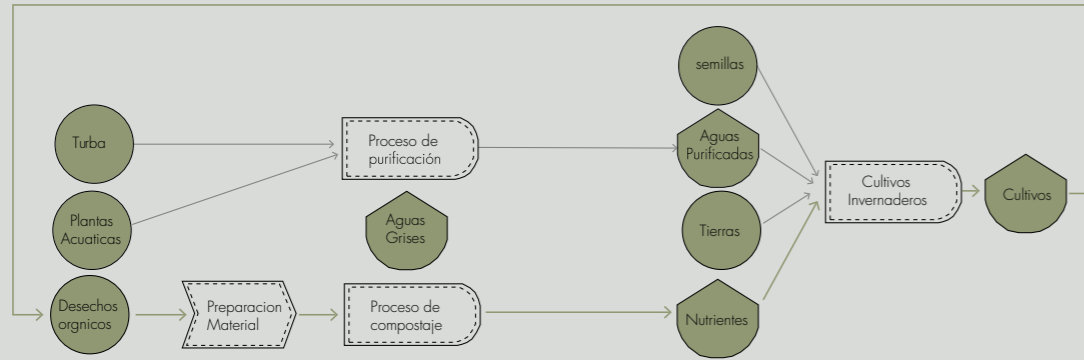 semillas
Turba
Proceso de
purificación
Aguas
Purificadas
Cultivos
Invernaderos
Cultivos
Plantas
Acuaticas
Aguas
Grises
Tierras
Desechos
orgnicos
Preparacion
Material
Proceso de
compostaje
Nutrientes